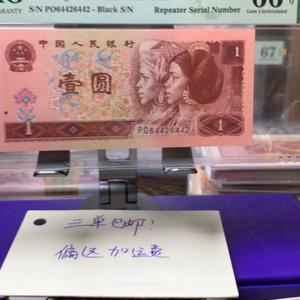 S/N PO64426442 - Black S/N
Repeater Serial Number
66 Q
Gem Uncirculated
67
中国人民银行
1
壹圆
PO64426442
1
三单包邮!
偏远加运费